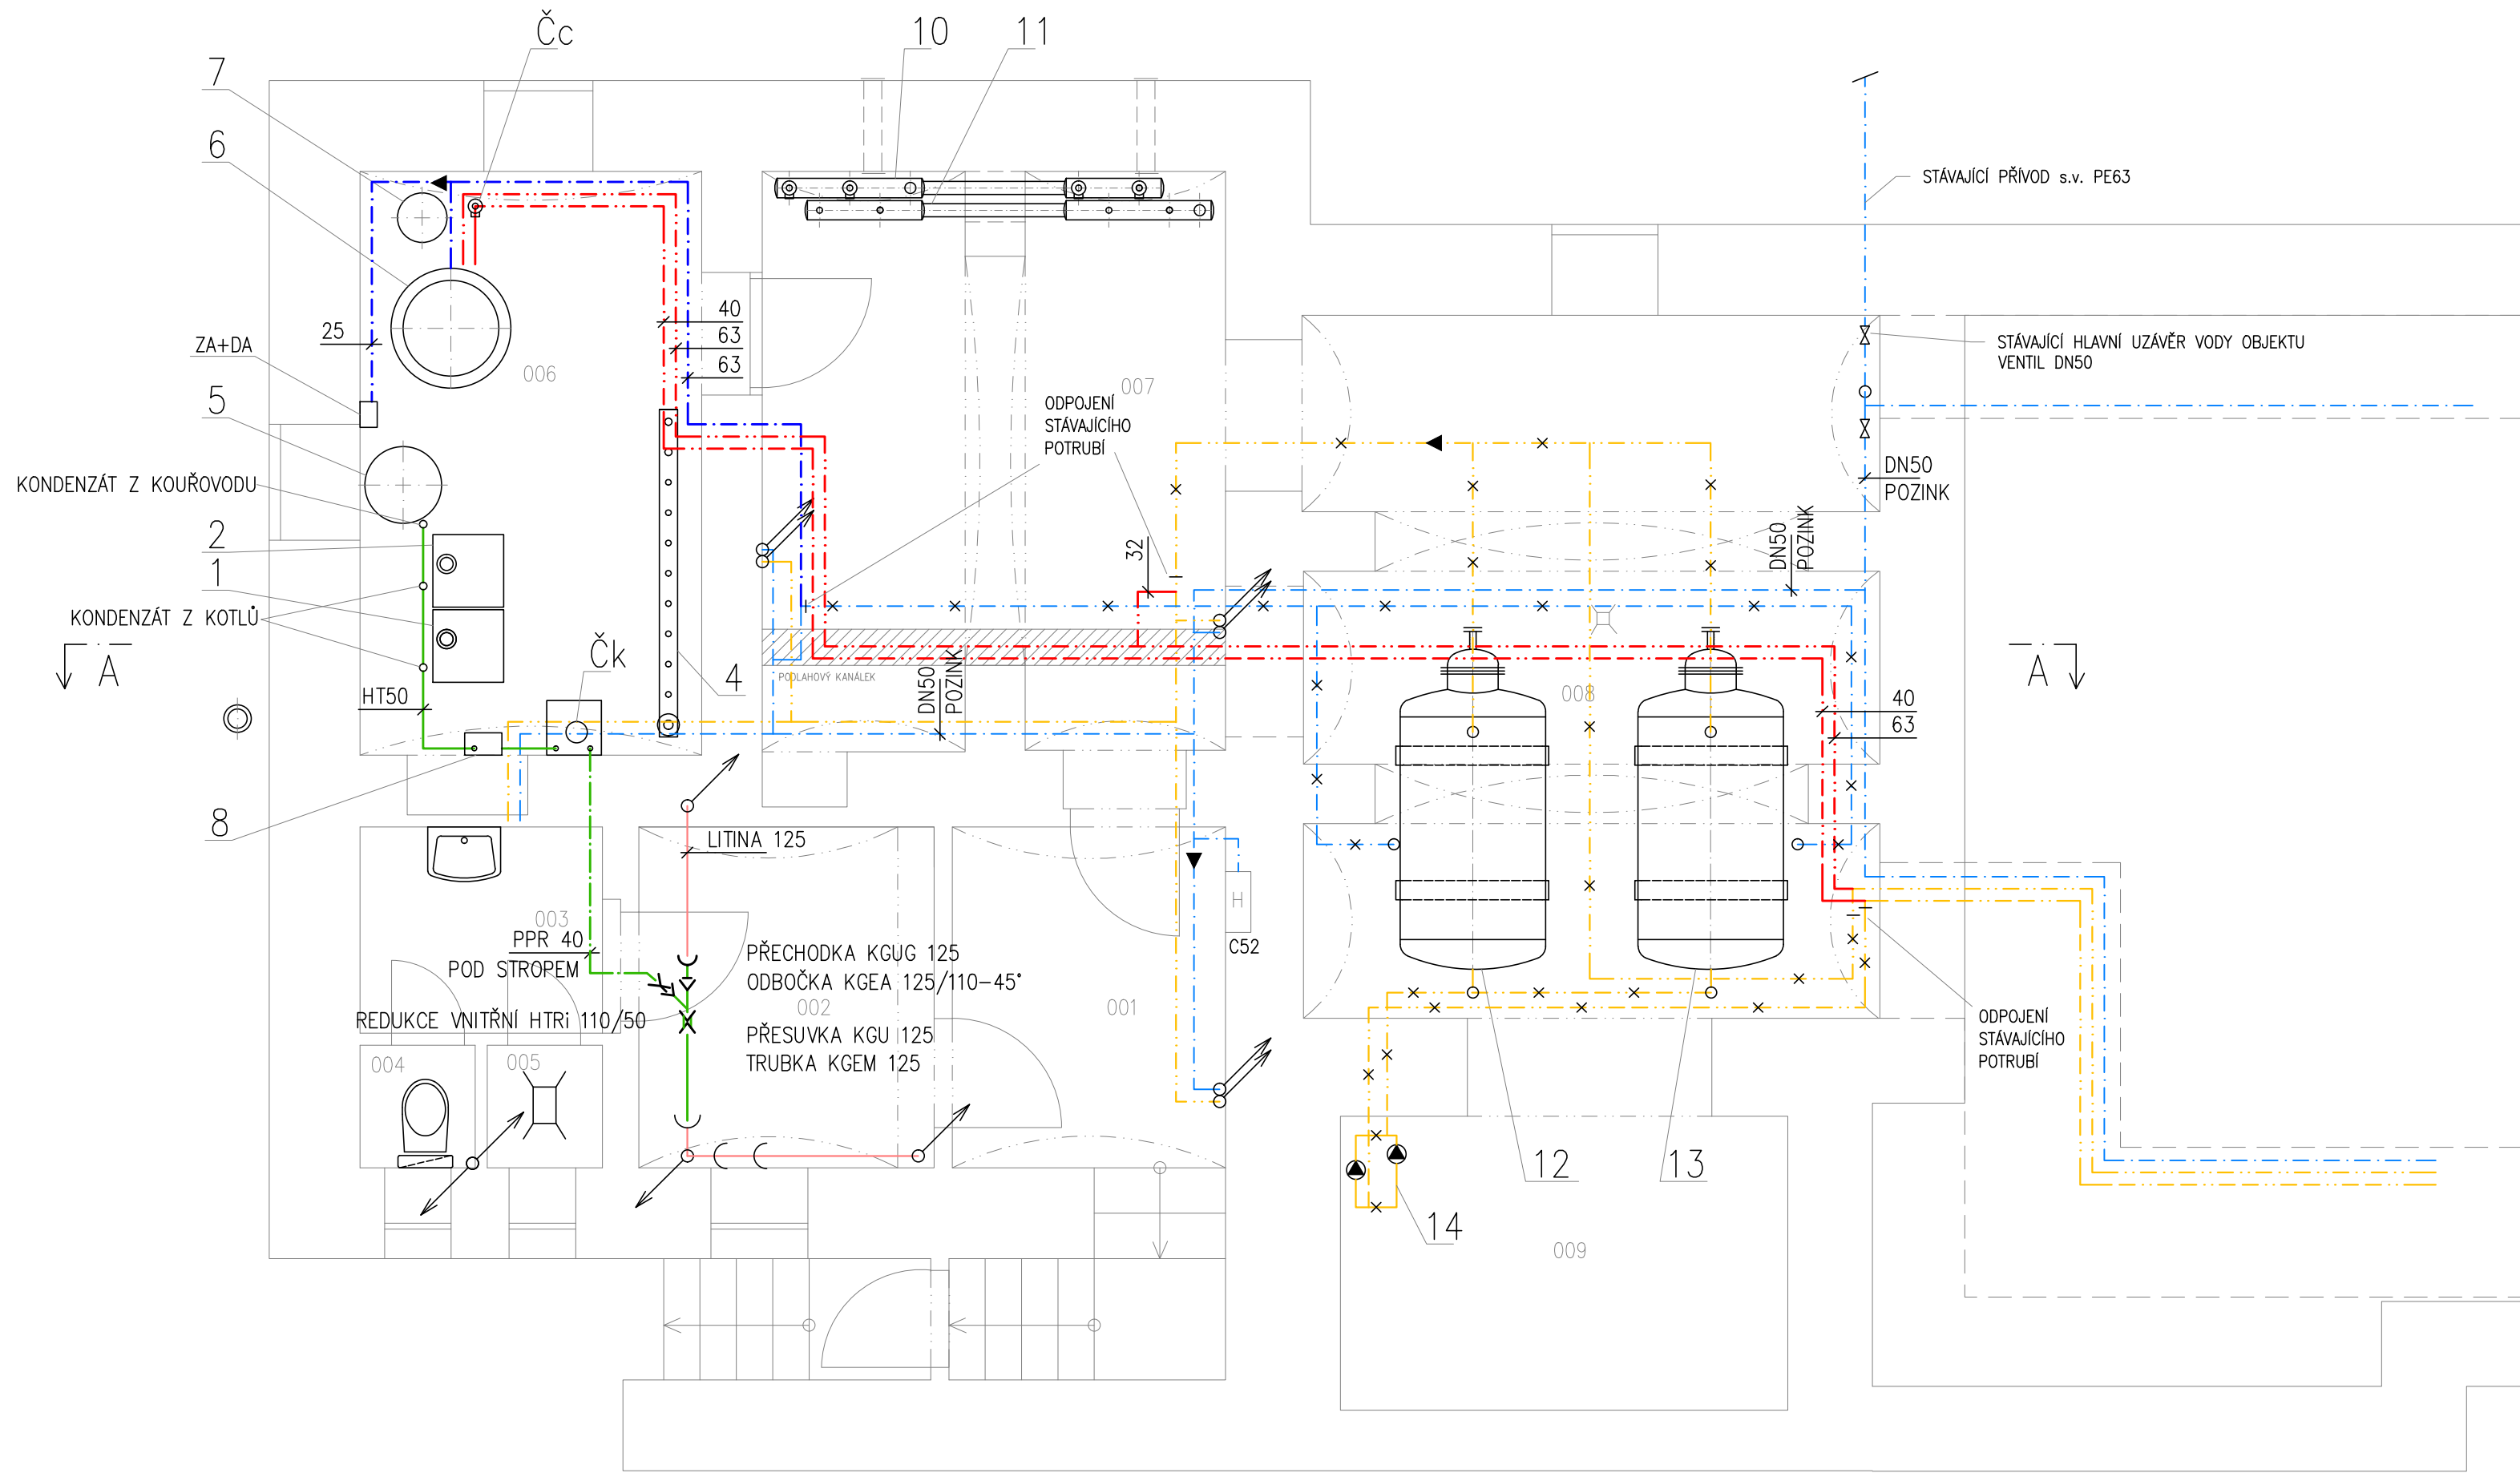 Čc
10
11
7
6
STÁVAJÍCÍ PŘÍVOD s.v. PE63
40
63
63
25
ZA+DA
006
007
STÁVAJÍCÍ HLAVNÍ UZÁVĚR VODY OBJEKTU
VENTIL DN50
5
ODPOJENÍ
STÁVAJÍCÍHO
POTRUBÍ
KONDENZÁT Z KOUŘOVODU
DN50
POZINK
2
32
DN50
POZINK
1
KONDENZÁT Z KOTLŮ
A
Čk
4
PODLAHOVÝ KANÁLEK
DN50
POZINK
008
A
HT50
40
63
8
LITINA 125
H
C52
003
PPR 40
POD STROPEM
PŘECHODKA KGUG 125
ODBOČKA KGEA 125/110-45°
002
001
REDUKCE VNITŘNÍ HTRi 110/50
PŘESUVKA KGU 125
TRUBKA KGEM 125
ODPOJENÍ
STÁVAJÍCÍHO
POTRUBÍ
004
005
12
13
14
009